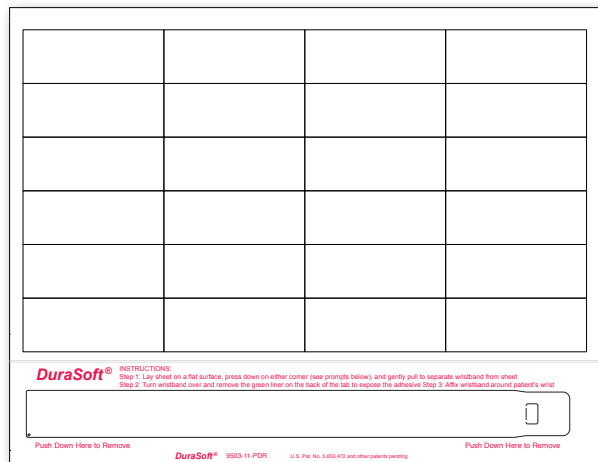 DuraSoft®
INSTRUCTIONS:
Step 1: Lay sheet on a flat surface, press down on either corner (see prompts below), and gently pull to separate wristband from sheet
Step 2: Turn wristband over and remove the green liner on the back of the tab to expose the adhesive Step 3: Affix wristband around patient's wrist
Push Down Here to Remove
Push Down Here to Remove
DuraSoft® 9503-11-PDR U.S. Pat. No. 5,653,472 and other patents pending